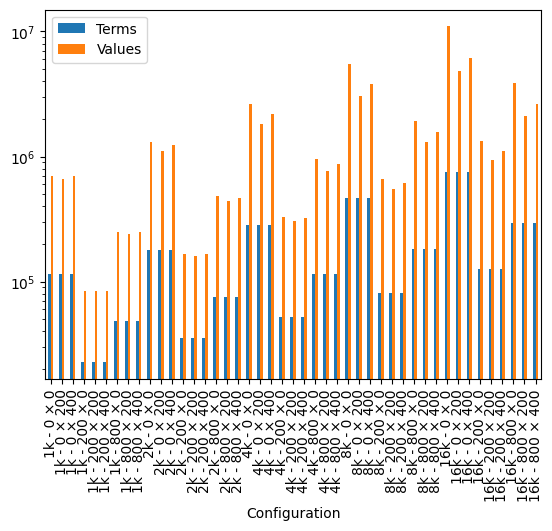 Terms
Values
10^7
10^6
10^5
1k - 0 × 0
1k - 0 × 200
1k - 0 × 400
1k - 200 × 0
1k - 200 × 200
1k - 200 × 400
1k - 800 × 0
1k - 800 × 200
1k - 800 × 400
2k - 0 × 0
2k - 0 × 200
2k - 0 × 400
2k - 200 × 0
2k - 200 × 200
2k - 200 × 400
2k - 800 × 0
2k - 800 × 200
2k - 800 × 400
4k - 0 × 0
4k - 0 × 200
4k - 0 × 400
4k - 200 × 0
4k - 200 × 200
4k - 200 × 400
4k - 800 × 0
4k - 800 × 200
4k - 800 × 400
8k - 0 × 0
8k - 0 × 200
8k - 0 × 400
8k - 200 × 0
8k - 200 × 200
8k - 200 × 400
8k - 800 × 0
8k - 800 × 200
8k - 800 × 400
16k - 0 × 0
16k - 0 × 200
16k - 0 × 400
16k - 200 × 0
16k - 200 × 200
16k - 200 × 400
16k - 800 × 0
16k - 800 × 200
16k - 800 × 400
Configuration